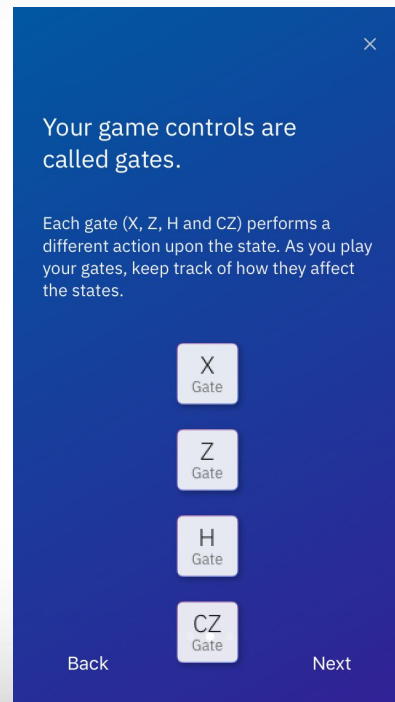 Your game controls are
called gates.
Each gate (X, Z, H and CZ) performs a
different action upon the state. As you play
your gates, keep track of how they affect
the states.
X
Gate
Z
Gate
H
Gate
CZ
Gate
Back
Next